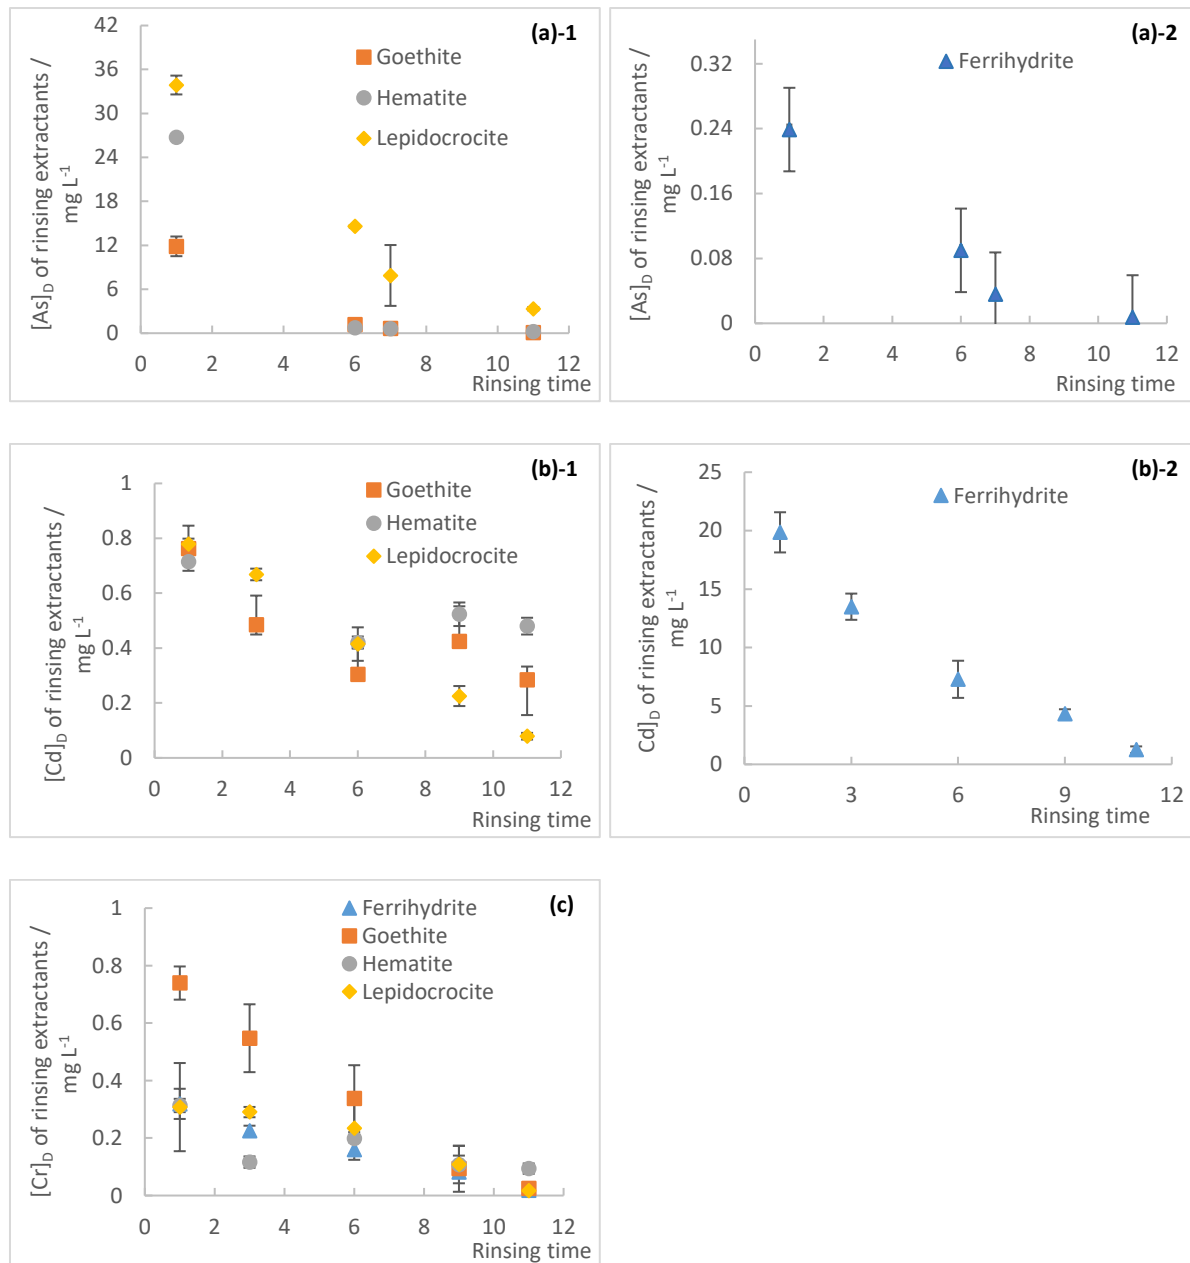 (a)-1
[As]D of rinsing extractants /
mg L-1
42
36
30
24
18
12
6
0
Goethite
Hematite
Lepidocrocite
0 2 4 6 8 10 12
Rinsing time
(a)-2
[As]D of rinsing extractants /
mg L-1
0.32
0.24
0.16
0.08
0
Ferrihydrite
0 2 4 6 8 10 12
Rinsing time
(b)-1
[Cd]D of rinsing extractants /
mg L-1
1
0.8
0.6
0.4
0.2
0
Goethite
Hematite
Lepidocrocite
0 2 4 6 8 10 12
Rinsing time
(b)-2
Cd]D of rinsing extractants /
mg L-1
25
20
15
10
5
0
Ferrihydrite
0 3 6 9 12
Rinsing time
(c)
[Cr]D of rinsing extractants /
mg L-1
1
0.8
0.6
0.4
0.2
0
Ferrihydrite
Goethite
Hematite
Lepidocrocite
0 2 4 6 8 10 12
Rinsing time